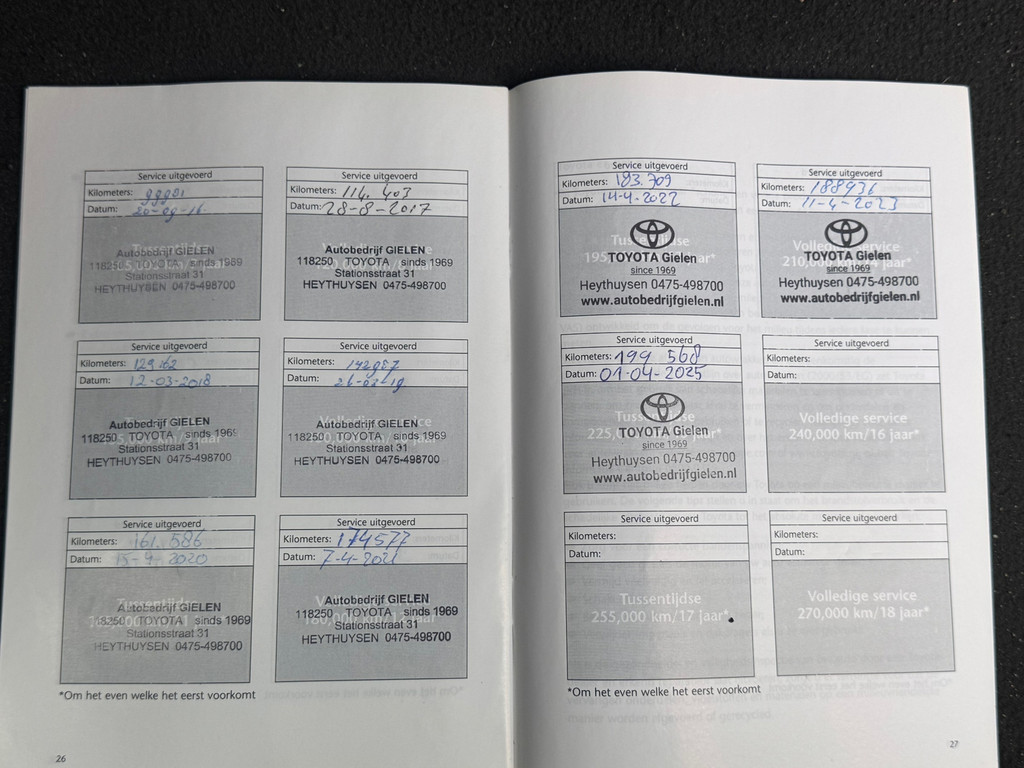 Service uitgevoerd
Kilometers: 99901
Datum: 20-09-16
Tussentijdse
Autobedrijf GIELEN
118250 TOYOTA sinds 1969
Stationsstraat 31
HEYTHUYSEN 0475-498700
Service uitgevoerd
Kilometers: 114.403
Datum: 28-8-2017
Autobedrijf GIELEN
118250 TOYOTA sinds 1969
Stationsstraat 31
HEYTHUYSEN 0475-498700
Service uitgevoerd
Kilometers: 129.162
Datum: 12-03-2018
Autobedrijf GIELEN
118250 TOYOTA sinds 1969
Stationsstraat 31
HEYTHUYSEN 0475-498700
Service uitgevoerd
Kilometers: 142987
Datum: 26-03-19
Volledige service
Autobedrijf GIELEN
118250 TOYOTA sinds 1969
Stationsstraat 31
HEYTHUYSEN 0475-498700
Service uitgevoerd
Kilometers: 161.586
Datum: 15-9-2020
Autobedrijf GIELEN
118250 TOYOTA sinds 1969
Stationsstraat 31
HEYTHUYSEN 0475-498700
Service uitgevoerd
Kilometers: 174577
Datum: 7-4-2021
Autobedrijf GIELEN
118250 TOYOTA sinds 1969
Stationsstraat 31
HEYTHUYSEN 0475-498700
*Om het even welke het eerst voorkomt
26
Service uitgevoerd
Kilometers: 183.709
Datum: 14-4-2022
Tussentijdse
TOYOTA Gielen
since 1969
Heythuysen 0475-498700
www.autobedrijfgielen.nl
Service uitgevoerd
Kilometers: 188936
Datum: 11-4-2023
Volledige service
TOYOTA Gielen
since 1969
Heythuysen 0475-498700
www.autobedrijfgielen.nl
Service uitgevoerd
Kilometers: 199 568
Datum: 01-04-2025
TOYOTA Gielen
since 1969
Heythuysen 0475-498700
www.autobedrijfgielen.nl
Service uitgevoerd
Kilometers:
Datum:
Volledige service
240,000 km/16 jaar*
Service uitgevoerd
Kilometers:
Datum:
Tussentijdse
255,000 km/17 jaar*
Service uitgevoerd
Kilometers:
Datum:
Volledige service
270,000 km/18 jaar*
*Om het even welke het eerst voorkomt
27